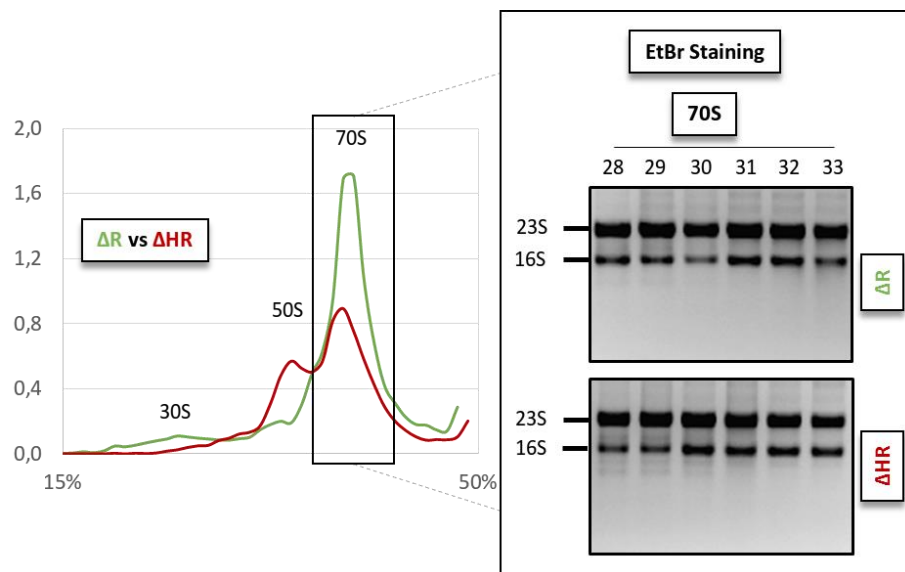 2,0
1,6
1,2
0,8
0,4
0,0
15%
50%
ΔR vs ΔHR
30S
50S
70S
EtBr Staining
70S
28 29 30 31 32 33
23S
16S
ΔR
23S
16S
ΔHR